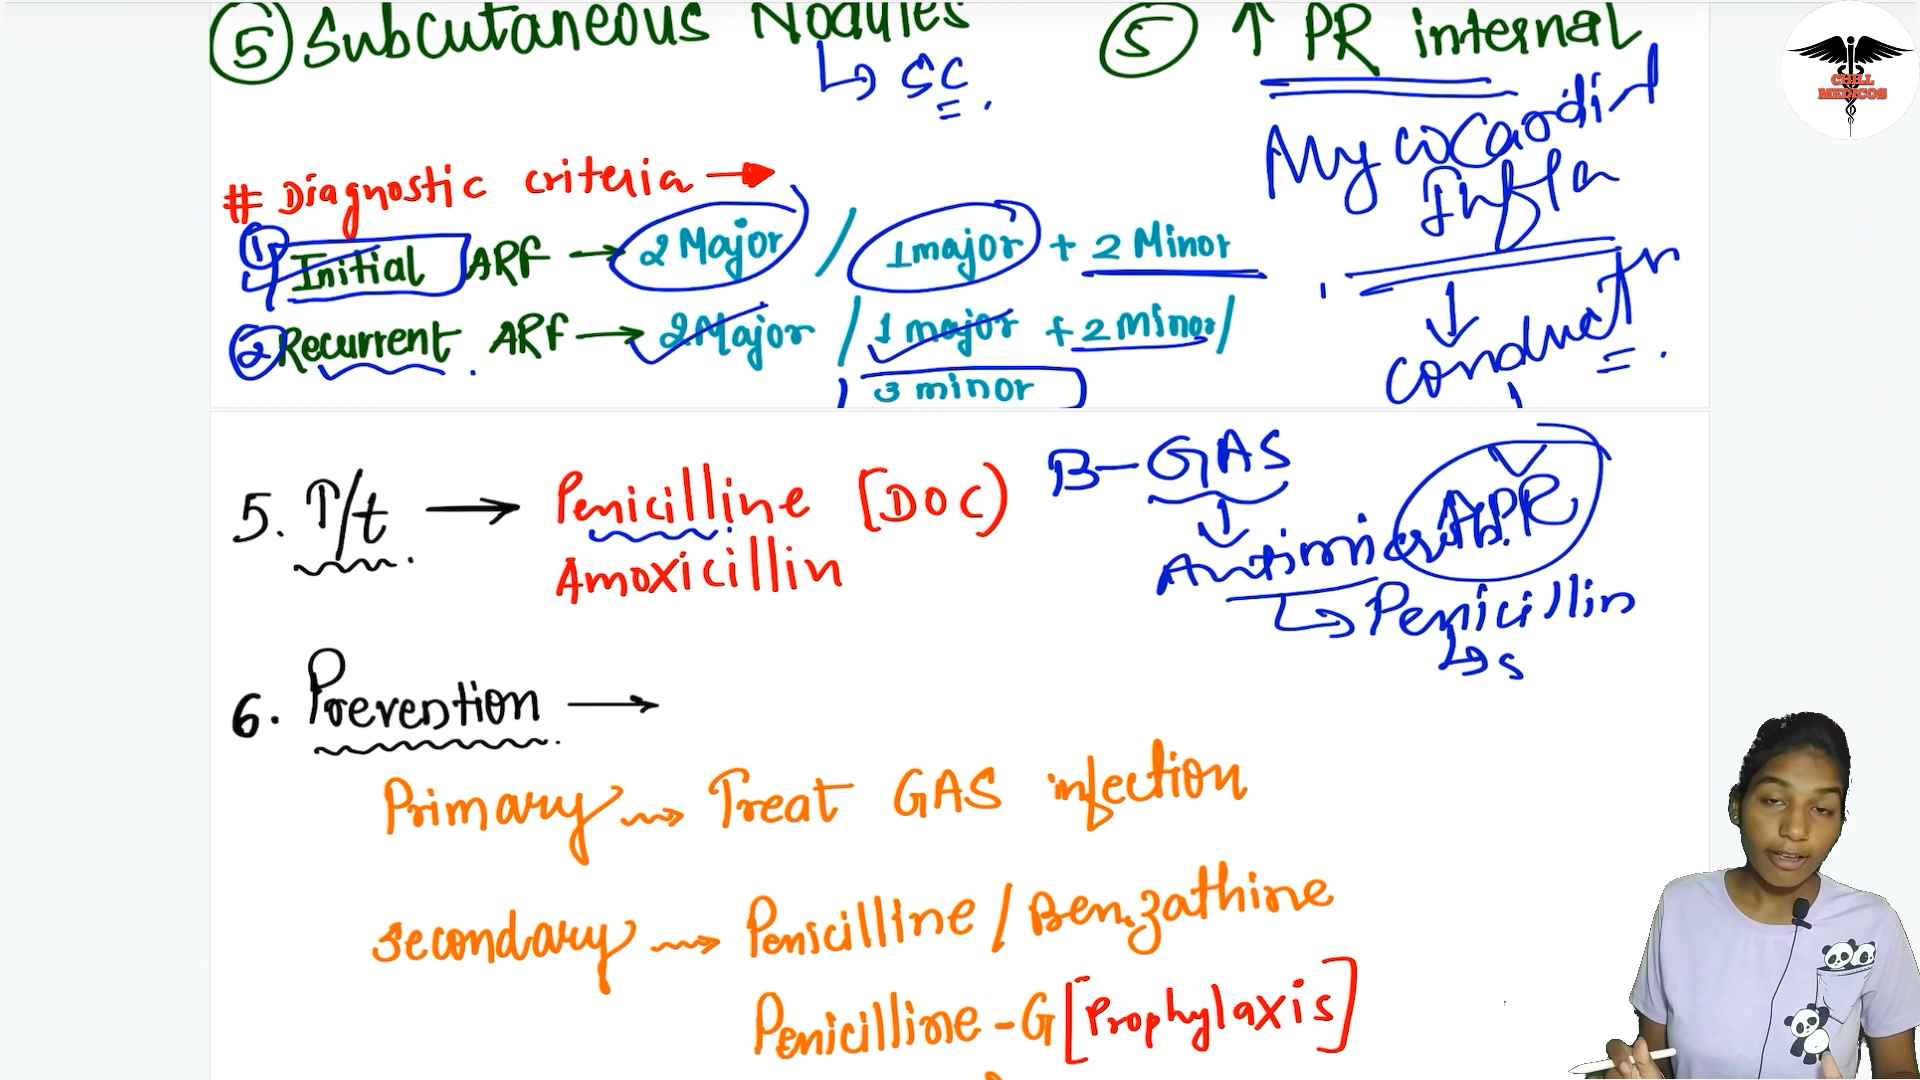 ⑤ Subcutaneous Nodules
↳ SC
⑤ ↑ PR internal
Myocardial
Infla
conductn
# Diagnostic criteria →
① Initial ARF → 2 Major / 1 major + 2 Minor
② Recurrent ARF → 2 Major / 1 major + 2 Minor /
3 minor
5. T/t → Penicilline [DOC)
Amoxicillin
B-GAS
↓
APR
↳ Penicillin
↳ S
6. Prevention →
Primary ⇝ Treat GAS infection
Secondary ⇝ Penicilline / Benzathine
Penicilline-G [Prophylaxis]
CHILL
MEDICOS